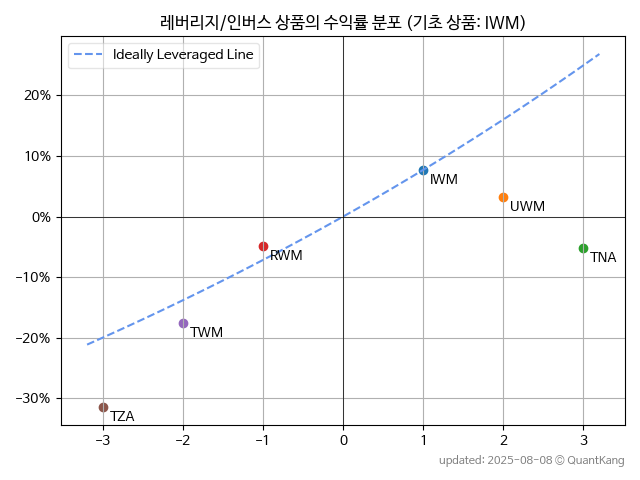 레버리지/인버스 상품의 수익률 분포 (기초 상품: IWM)
Ideally Leveraged Line
20%
10%
IWM
UWM
0%
RWM
TNA
−10%
TWM
−20%
−30%
TZA
−3 −2 −1 0 1 2 3
updated: 2025-08-08 © QuantKang